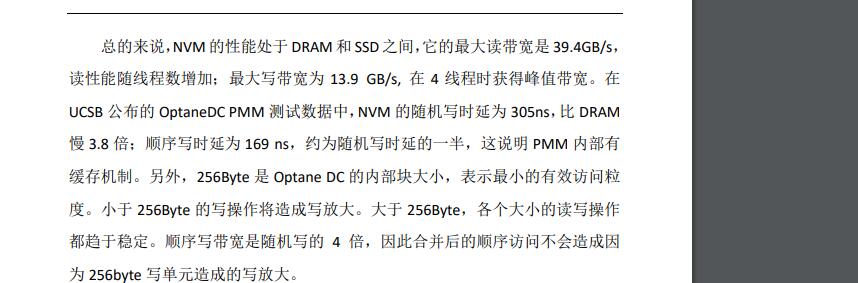 总的来说，NVM 的性能处于 DRAM 和 SSD 之间，它的最大读带宽是 39.4GB/s，
读性能随线程数增加；最大写带宽为 13.9 GB/s, 在 4 线程时获得峰值带宽。在
UCSB 公布的 OptaneDC PMM 测试数据中，NVM 的随机写时延为 305ns，比 DRAM
慢 3.8 倍；顺序写时延为 169 ns，约为随机写时延的一半，这说明 PMM 内部有
缓存机制。另外，256Byte 是 Optane DC 的内部块大小，表示最小的有效访问粒
度。小于 256Byte 的写操作将造成写放大。大于 256Byte，各个大小的读写操作
都趋于稳定。顺序写带宽是随机写的 4 倍，因此合并后的顺序访问不会造成因
为 256byte 写单元造成的写放大。